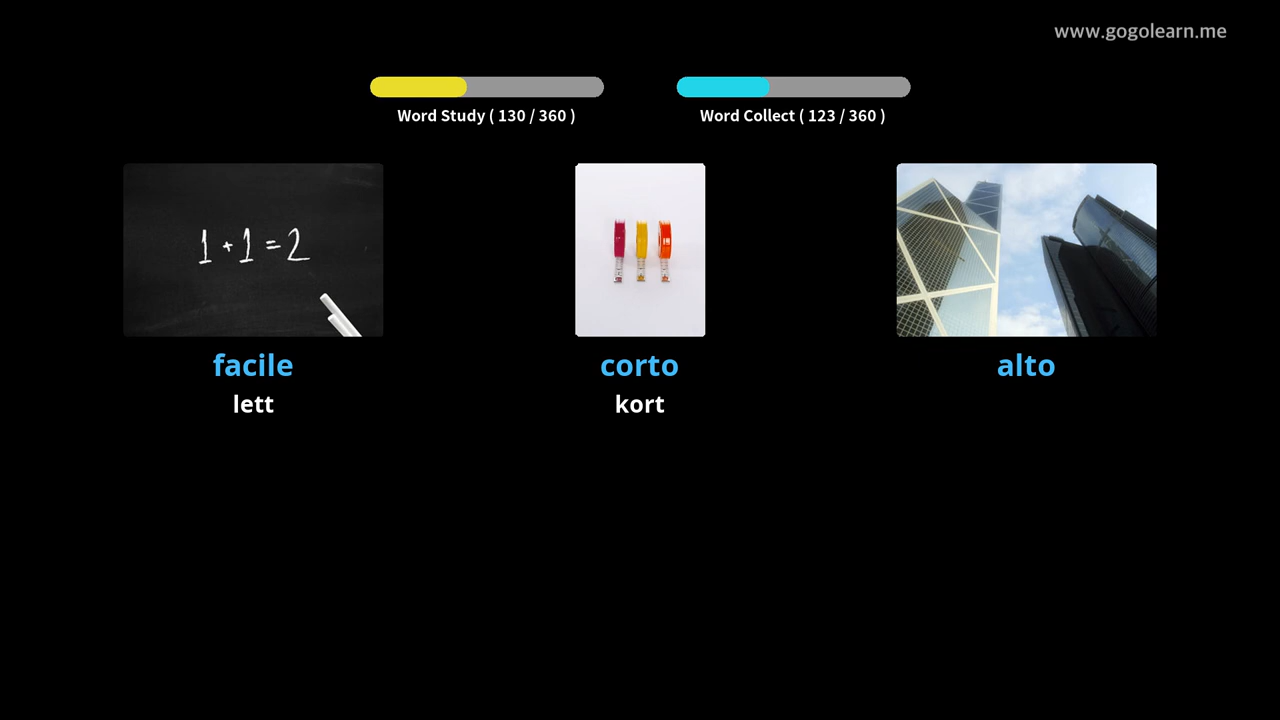 www.gogolearn.me
Word Study ( 130 / 360 )
Word Collect ( 123 / 360 )
1 + 1 = 2
facile
corto
alto
lett
kort